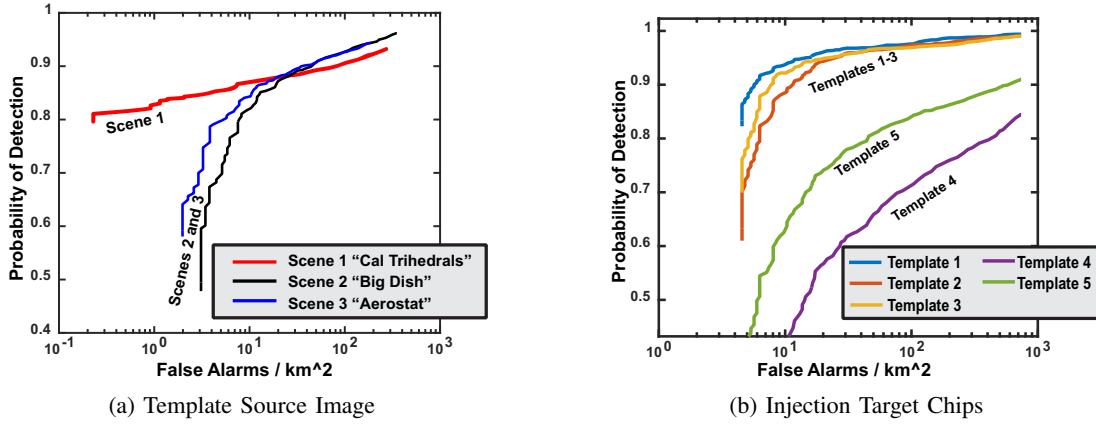 Probability of Detection
1
0.9
0.8
0.7
0.6
0.5
0.4
10^-1
10^0
10^1
10^2
10^3
False Alarms / km^2
Scene 1
Scenes 2 and 3
Scene 1 “Cal Trihedrals”
Scene 2 “Big Dish”
Scene 3 “Aerostat”
(a) Template Source Image
Probability of Detection
1
0.9
0.8
0.7
0.6
0.5
10^0
10^1
10^2
10^3
False Alarms / km^2
Templates 1-3
Template 5
Template 4
Template 1
Template 2
Template 3
Template 4
Template 5
(b) Injection Target Chips